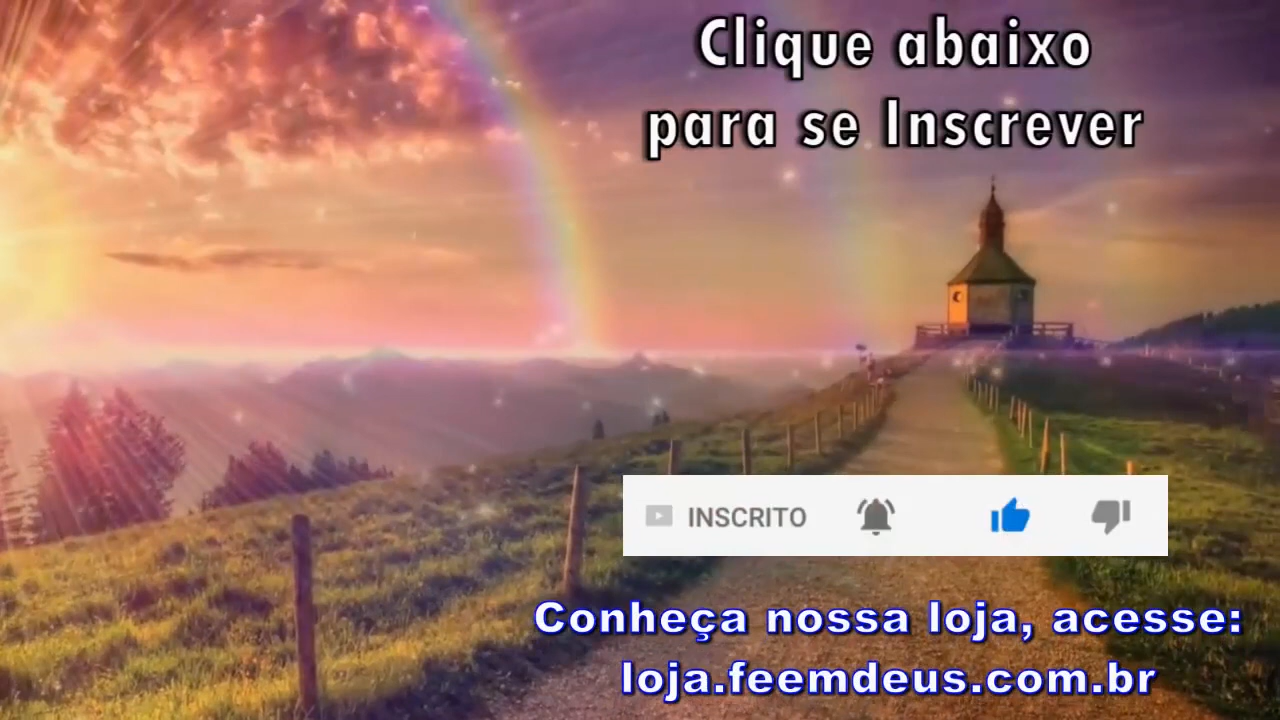 Clique abaixo
para se Inscrever
INSCRITO
Conheça nossa loja, acesse:
loja.feemdeus.com.br